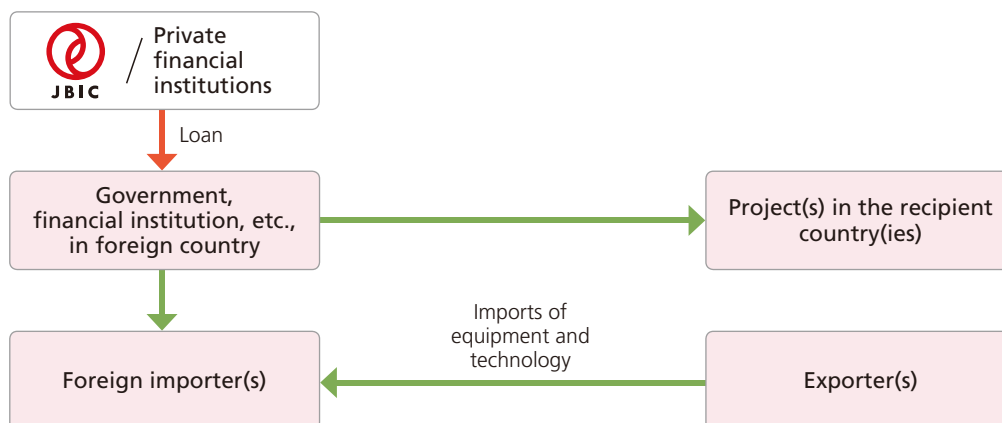 JBIC
Private
financial
institutions
Loan
Government,
financial institution, etc.,
in foreign country
Project(s) in the recipient
country(ies)
Imports of
equipment and
technology
Foreign importer(s)
Exporter(s)